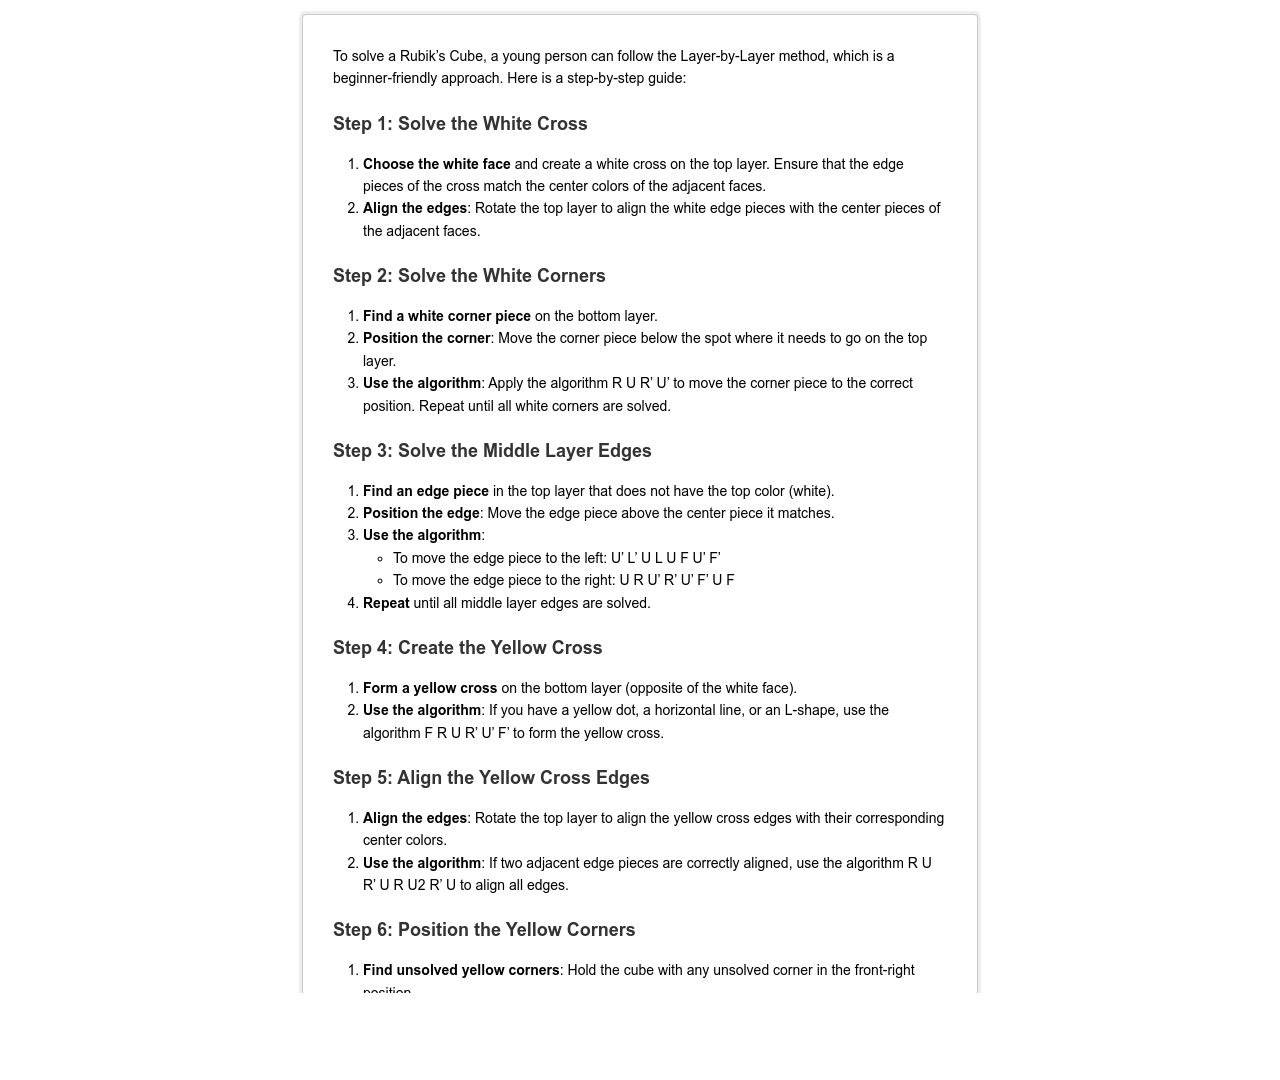 To solve a Rubik’s Cube, a young person can follow the Layer-by-Layer method, which is a
beginner-friendly approach. Here is a step-by-step guide:
Step 1: Solve the White Cross
1. Choose the white face and create a white cross on the top layer. Ensure that the edge
pieces of the cross match the center colors of the adjacent faces.
2. Align the edges: Rotate the top layer to align the white edge pieces with the center pieces of
the adjacent faces.
Step 2: Solve the White Corners
1. Find a white corner piece on the bottom layer.
2. Position the corner: Move the corner piece below the spot where it needs to go on the top
layer.
3. Use the algorithm: Apply the algorithm R U R’ U’ to move the corner piece to the correct
position. Repeat until all white corners are solved.
Step 3: Solve the Middle Layer Edges
1. Find an edge piece in the top layer that does not have the top color (white).
2. Position the edge: Move the edge piece above the center piece it matches.
3. Use the algorithm:
◦ To move the edge piece to the left: U’ L’ U L U F U’ F’
◦ To move the edge piece to the right: U R U’ R’ U’ F’ U F
4. Repeat until all middle layer edges are solved.
Step 4: Create the Yellow Cross
1. Form a yellow cross on the bottom layer (opposite of the white face).
2. Use the algorithm: If you have a yellow dot, a horizontal line, or an L-shape, use the
algorithm F R U R’ U’ F’ to form the yellow cross.
Step 5: Align the Yellow Cross Edges
1. Align the edges: Rotate the top layer to align the yellow cross edges with their corresponding
center colors.
2. Use the algorithm: If two adjacent edge pieces are correctly aligned, use the algorithm R U
R’ U R U2 R’ U to align all edges.
Step 6: Position the Yellow Corners
1. Find unsolved yellow corners: Hold the cube with any unsolved corner in the front-right
position.